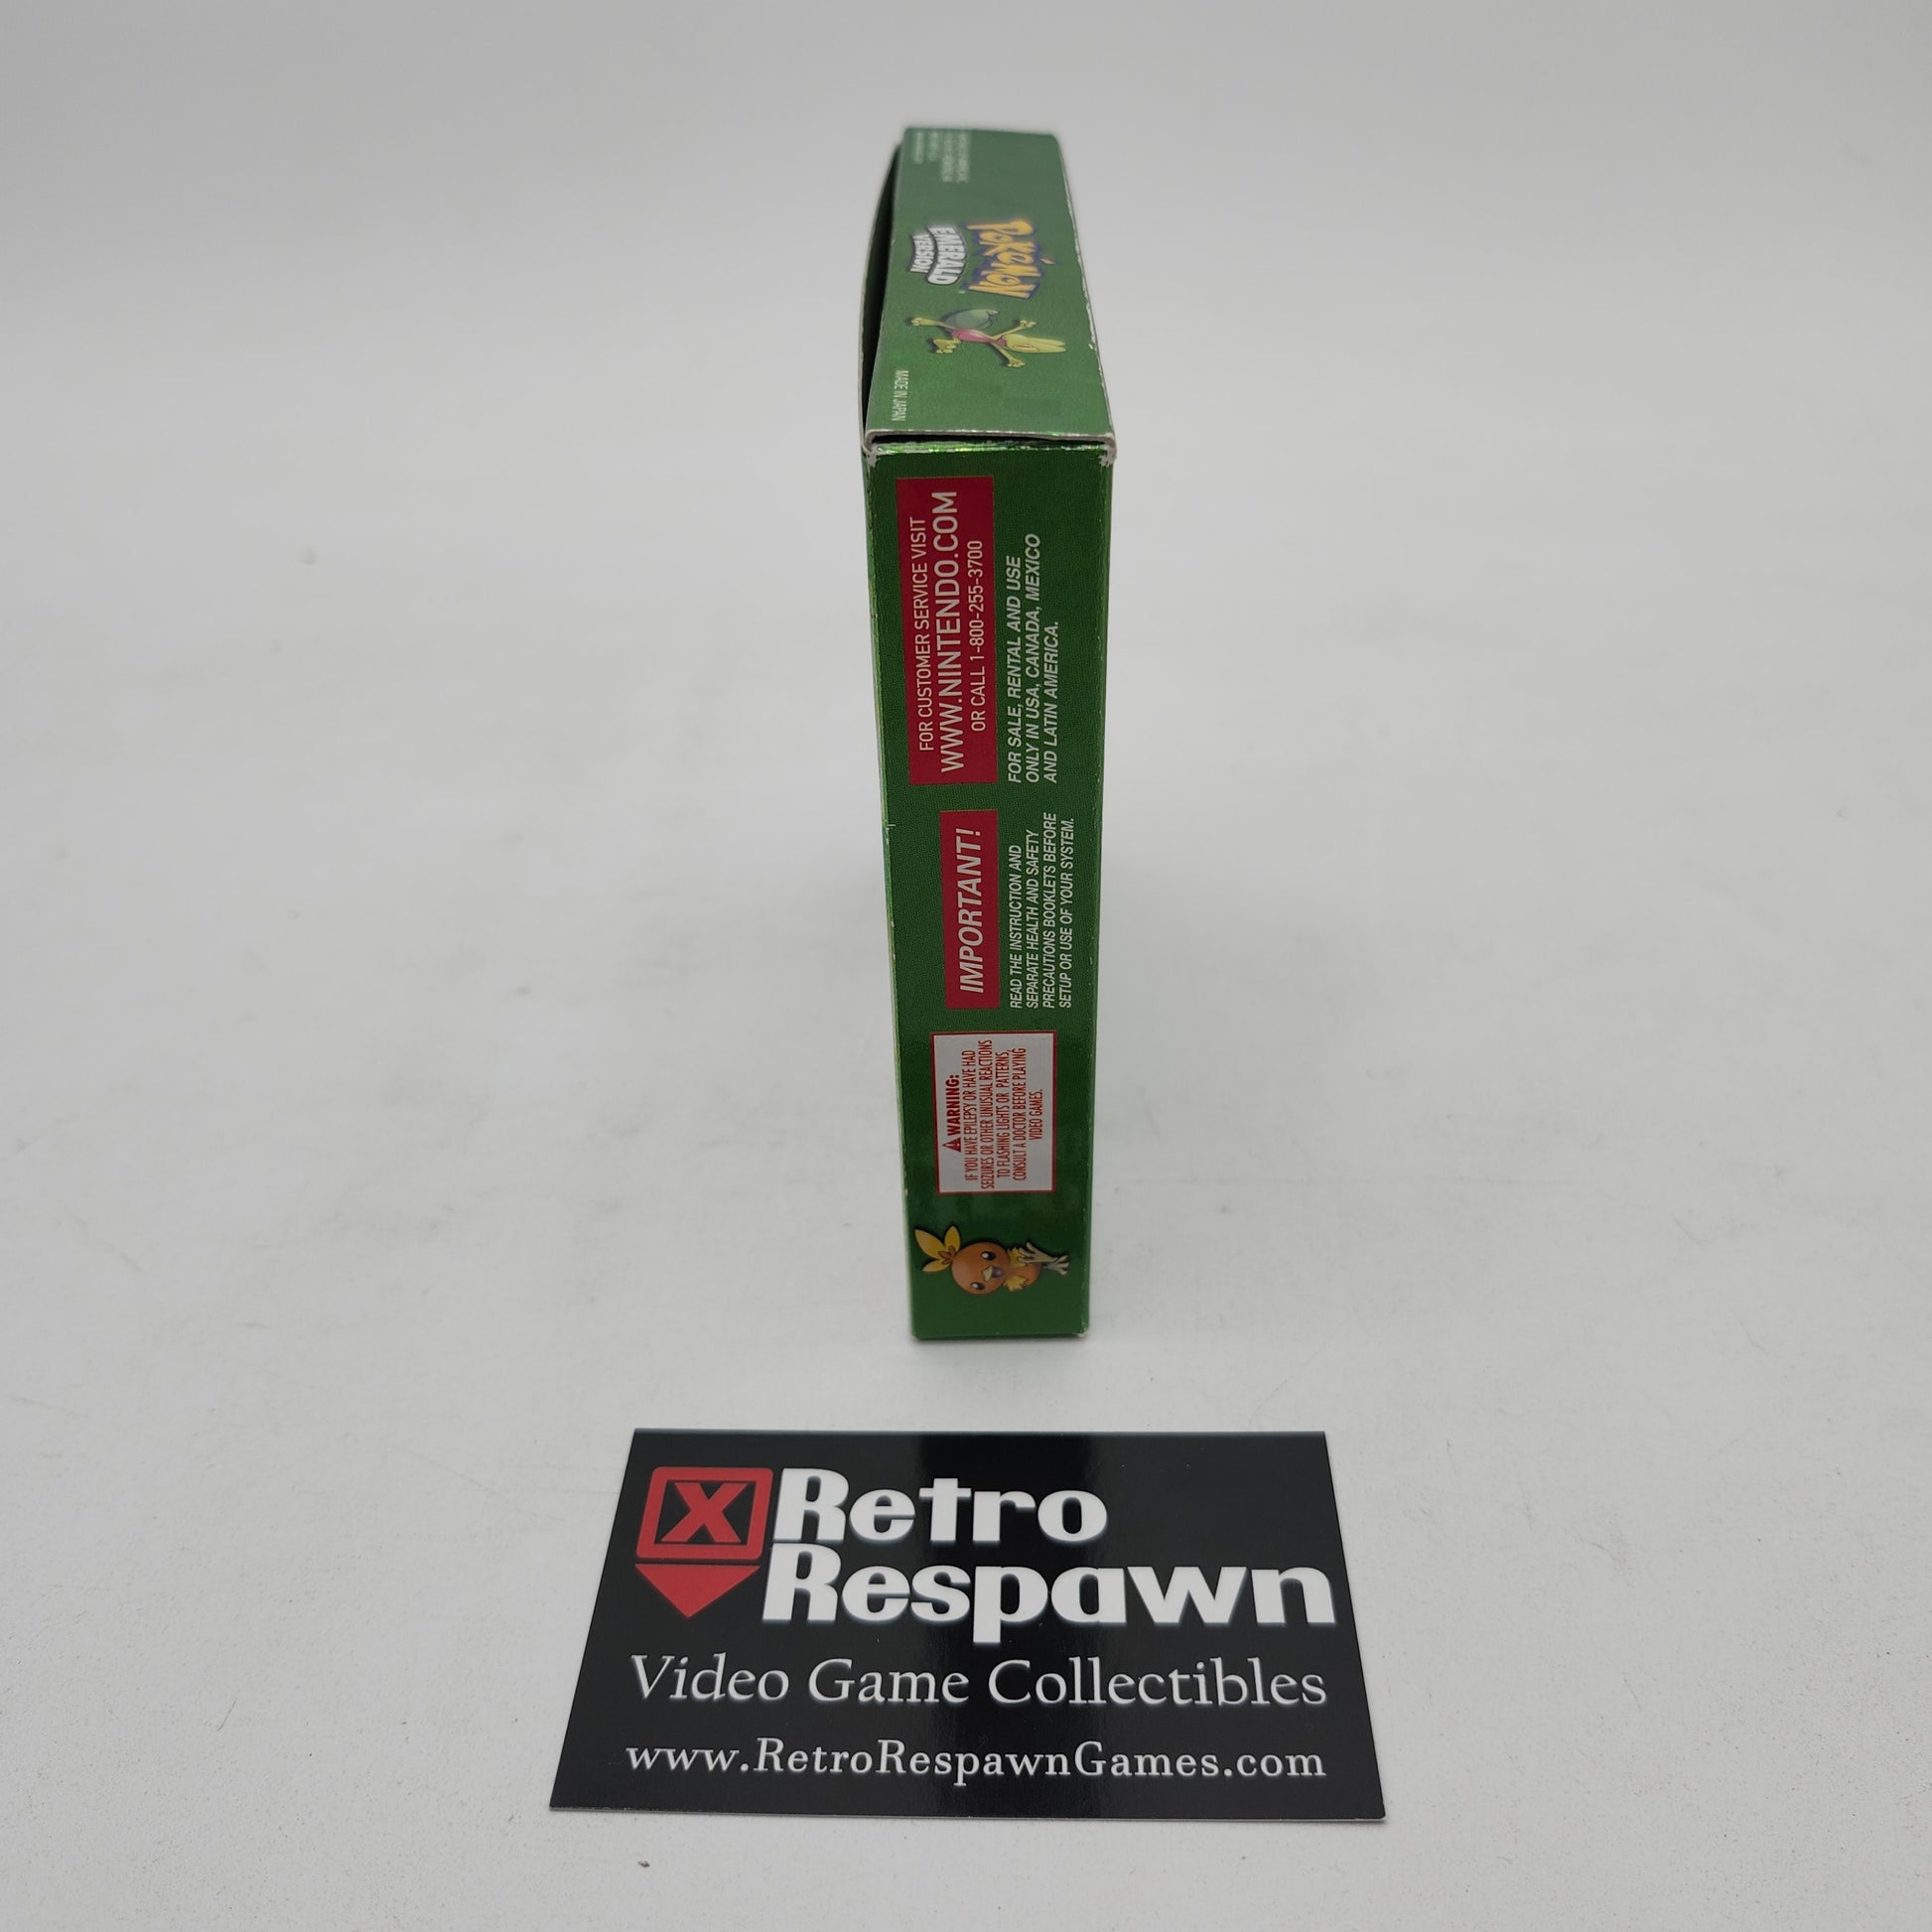 POKéMON
EMERALD
VERSION
MADE IN JAPAN
FOR CUSTOMER SERVICE VISIT
WWW.NINTENDO.COM
OR CALL 1-800-255-3700
FOR SALE, RENTAL AND USE
ONLY IN USA, CANADA, MEXICO
AND LATIN AMERICA.
IMPORTANT!
READ THE INSTRUCTION AND
SEPARATE HEALTH AND SAFETY
PRECAUTIONS BOOKLETS BEFORE
SETUP OR USE OF YOUR SYSTEM.
WARNING:
IF YOU HAVE EPILEPSY OR HAVE HAD
SEIZURES OR OTHER UNUSUAL REACTIONS
TO FLASHING LIGHTS OR PATTERNS,
CONSULT A DOCTOR BEFORE PLAYING
VIDEO GAMES.
X Retro
Respawn
Video Game Collectibles
www.RetroRespawnGames.com